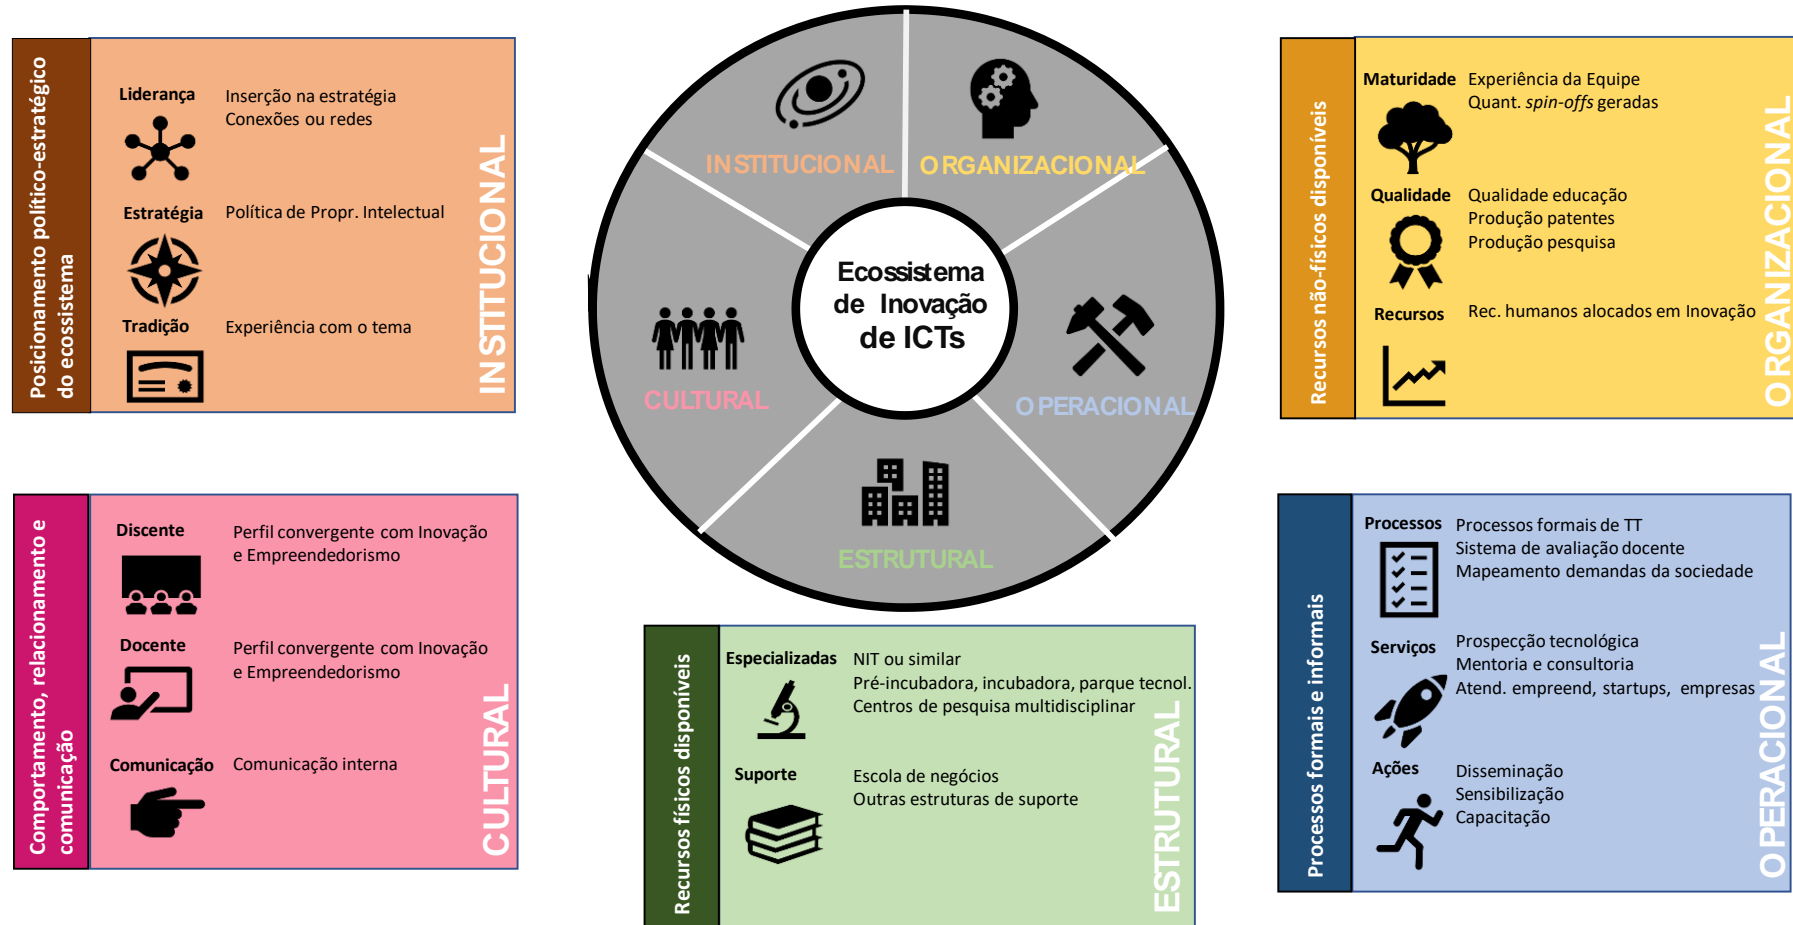 Posicionamento político-estratégico
do ecossistema
Liderança
Inserção na estratégia
Conexões ou redes
Estratégia
Política de Propr. Intelectual
Tradição
Experiência com o tema
INSTITUCIONAL
INSTITUCIONAL
ORGANIZACIONAL
Ecossistema
de Inovação
de ICTs
CULTURAL
OPERACIONAL
ESTRUTURAL
Recursos não-físicos disponíveis
Maturidade
Experiência da Equipe
Quant. spin-offs geradas
Qualidade
Qualidade educação
Produção patentes
Produção pesquisa
Recursos
Rec. humanos alocados em Inovação
ORGANIZACIONAL
Comportamento, relacionamento e
comunicação
Discente
Perfil convergente com Inovação
e Empreendedorismo
Docente
Perfil convergente com Inovação
e Empreendedorismo
Comunicação
Comunicação interna
CULTURAL
Recursos físicos disponíveis
Especializadas
NIT ou similar
Pré-incubadora, incubadora, parque tecnol.
Centros de pesquisa multidisciplinar
Suporte
Escola de negócios
Outras estruturas de suporte
ESTRUTURAL
Processos formais e informais
Processos
Processos formais de TT
Sistema de avaliação docente
Mapeamento demandas da sociedade
Serviços
Prospecção tecnológica
Mentoria e consultoria
Atend. empreend, startups, empresas
Ações
Disseminação
Sensibilização
Capacitação
OPERACIONAL